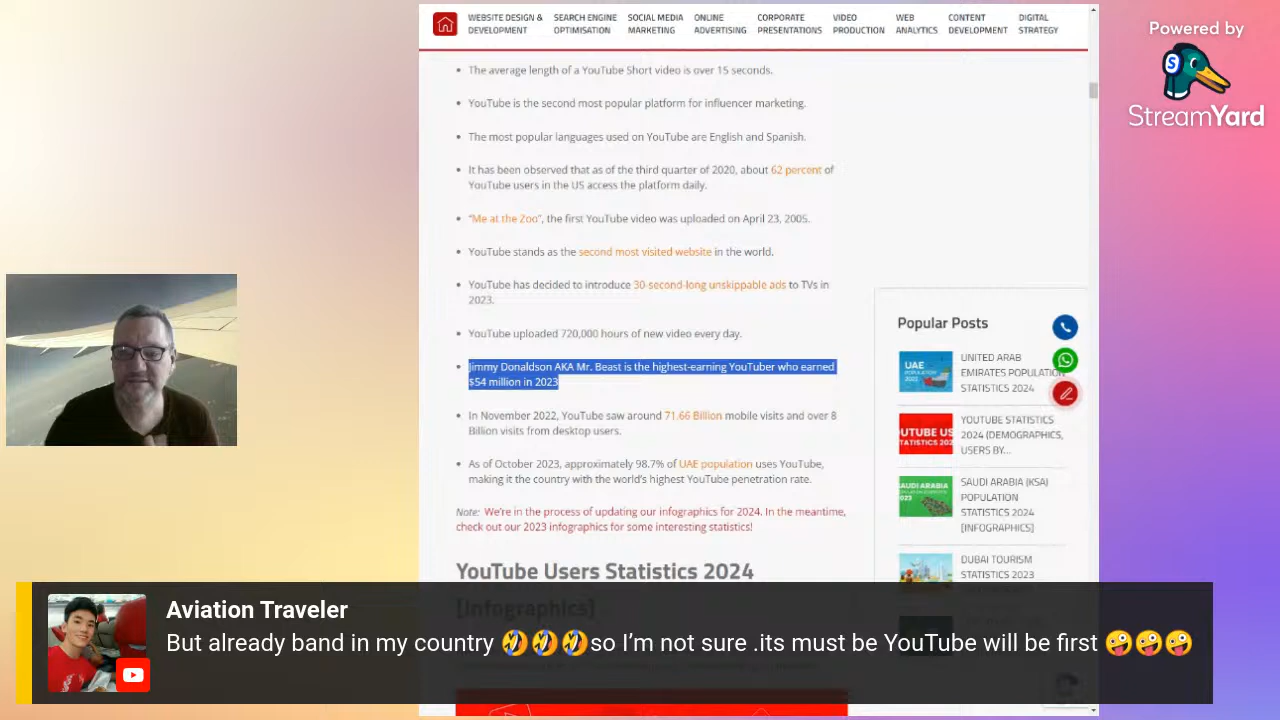 WEBSITE DESIGN & DEVELOPMENT
SEARCH ENGINE OPTIMISATION
SOCIAL MEDIA MARKETING
ONLINE ADVERTISING
CORPORATE PRESENTATIONS
VIDEO PRODUCTION
WEB ANALYTICS
CONTENT DEVELOPMENT
DIGITAL STRATEGY
Powered by
StreamYard
The average length of a YouTube Short video is over 15 seconds.
YouTube is the second most popular platform for influencer marketing.
The most popular languages used on YouTube are English and Spanish.
It has been observed that as of the third quarter of 2020, about 62 percent of
YouTube users in the US access the platform daily.
“Me at the Zoo”, the first YouTube video was uploaded on April 23, 2005.
YouTube stands as the second most visited website in the world.
YouTube has decided to introduce 30-second-long unskippable ads to TVs in
2023.
YouTube uploaded 720,000 hours of new video every day.
Jimmy Donaldson AKA Mr. Beast is the highest-earning YouTuber who earned
$54 million in 2023
In November 2022, YouTube saw around 71.66 Billion mobile visits and over 8
Billion visits from desktop users.
As of October 2023, approximately 98.7% of UAE population uses YouTube,
making it the country with the world's highest YouTube penetration rate.
Note: We're in the process of updating our infographics for 2024. In the meantime,
check out our 2023 infographics for some interesting statistics!
YouTube Users Statistics 2024
[Infographics]
Popular Posts
UNITED ARAB
EMIRATES POPULATION
STATISTICS 2024
YOUTUBE STATISTICS
2024 (DEMOGRAPHICS,
USERS BY...
SAUDI ARABIA (KSA)
POPULATION
STATISTICS 2024
[INFOGRAPHICS]
DUBAI TOURISM
STATISTICS 2023
Aviation Traveler
But already band in my country 🤣🤣🤣so I’m not sure .its must be YouTube will be first 🤪🤪🤪